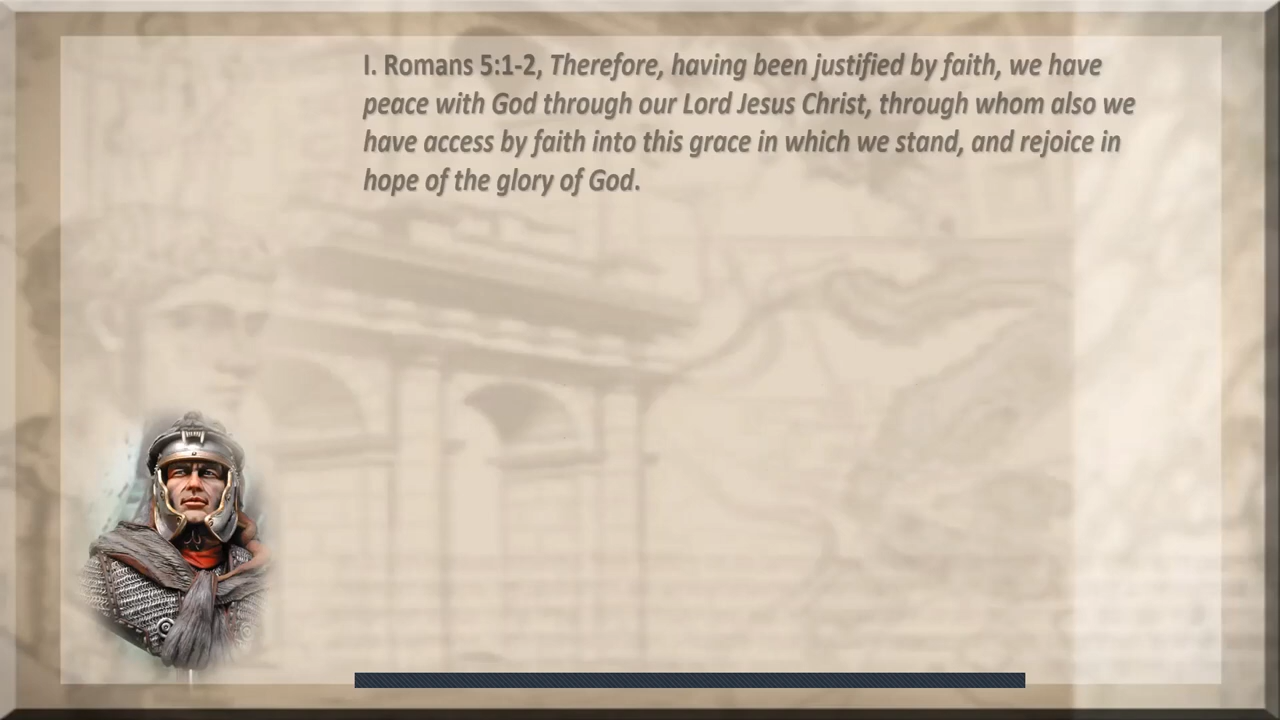 I. Romans 5:1-2, Therefore, having been justified by faith, we have
peace with God through our Lord Jesus Christ, through whom also we
have access by faith into this grace in which we stand, and rejoice in
hope of the glory of God.